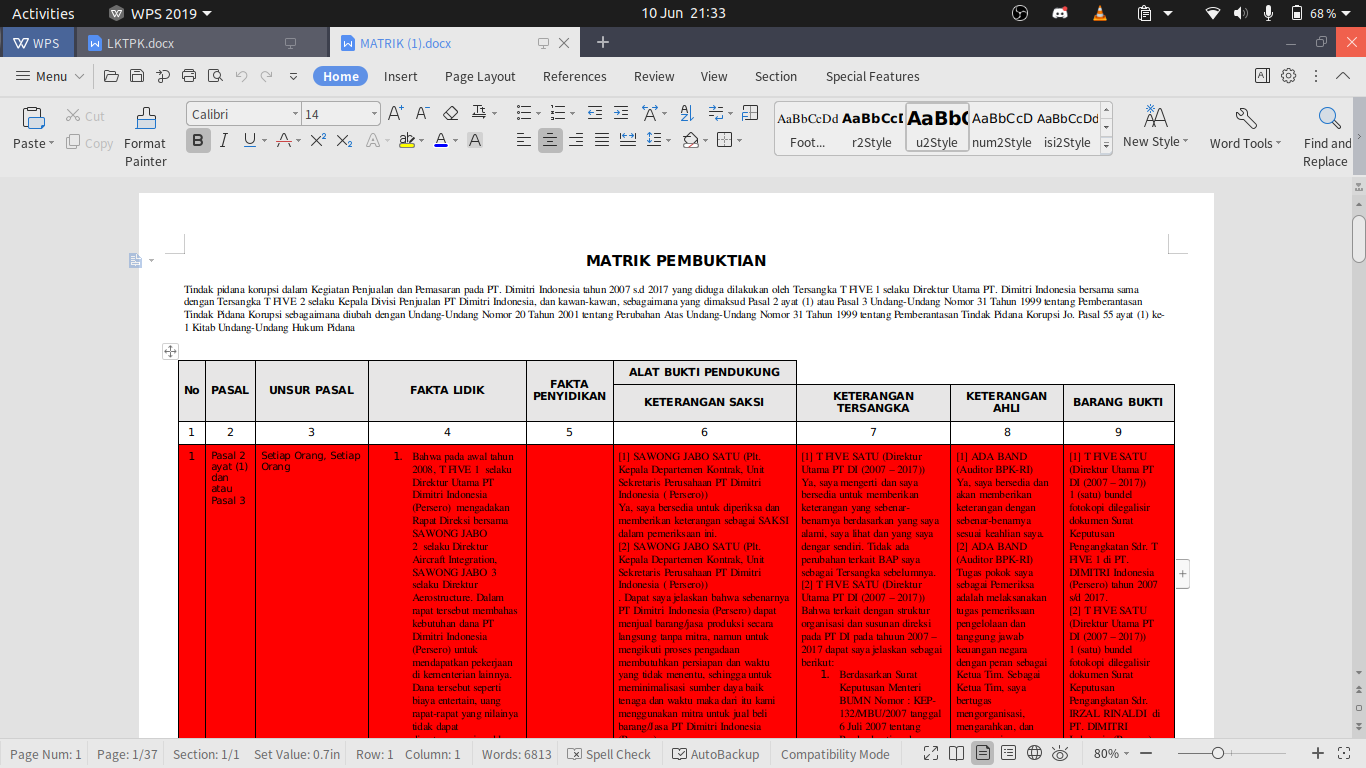 Activities
WPS 2019
10 Jun 21:33
68 %
WPS
LKTPK.docx
MATRIK (1).docx
Menu
Home
Insert
Page Layout
References
Review
View
Section
Special Features
Paste
Cut
Copy
Format
Painter
Calibri
14
AaBbCcDd
Foot...
AaBbCcI
r2Style
AaBbC
u2Style
AaBbCcD
num2Style
AaBbCcDd
isi2Style
New Style
Word Tools
Find and
Replace
MATRIK PEMBUKTIAN
Tindak pidana korupsi dalam Kegiatan Penjualan dan Pemasaran pada PT. Dimitri Indonesia tahun 2007 s.d 2017 yang diduga dilakukan oleh Tersangka T FIVE 1 selaku Direktur Utama PT. Dimitri Indonesia bersama sama
dengan Tersangka T FIVE 2 selaku Kepala Divisi Penjualan PT Dimitri Indonesia, dan kawan-kawan, sebagaimana yang dimaksud Pasal 2 ayat (1) atau Pasal 3 Undang-Undang Nomor 31 Tahun 1999 tentang Pemberantasan
Tindak Pidana Korupsi sebagaimana diubah dengan Undang-Undang Nomor 20 Tahun 2001 tentang Perubahan Atas Undang-Undang Nomor 31 Tahun 1999 tentang Pemberantasan Tindak Pidana Korupsi Jo. Pasal 55 ayat (1) ke-
1 Kitab Undang-Undang Hukum Pidana
No
PASAL
UNSUR PASAL
FAKTA LIDIK
FAKTA
PENYIDIKAN
ALAT BUKTI PENDUKUNG
KETERANGAN SAKSI
KETERANGAN
TERSANGKA
KETERANGAN
AHLI
BARANG BUKTI
1
2
3
4
5
6
7
8
9
1
Pasal 2
ayat (1)
dan
atau
Pasal 3
Setiap Orang, Setiap
Orang
1. Bahwa pada awal tahun
2008, T FIVE 1 selaku
Direktur Utama PT
Dimitri Indonesia
(Persero) mengadakan
Rapat Direksi bersama
SAWONG JABO
2 selaku Direktur
Aircraft Integration,
SAWONG JABO 3
selaku Direktur
Aerostructure. Dalam
rapat tersebut membahas
kebutuhan dana PT
Dimitri Indonesia
(Persero) untuk
mendapatkan pekerjaan
di kementerian lainnya.
Dana tersebut seperti
biaya entertain, uang
rapat-rapat yang nilainya
tidak dapat
[1] SAWONG JABO SATU (Plt.
Kepala Departemen Kontrak, Unit
Sekretaris Perusahaan PT Dimitri
Indonesia ( Persero))
Ya, saya bersedia untuk diperiksa dan
memberikan keterangan sebagai SAKSI
dalam pemeriksaan ini.
[2] SAWONG JABO SATU (Plt.
Kepala Departemen Kontrak, Unit
Sekretaris Perusahaan PT Dimitri
Indonesia ( Persero))
. Dapat saya jelaskan bahwa sebenarnya
PT Dimitri Indonesia (Persero) dapat
menjual barang/jasa produksi secara
langsung tanpa mitra, namun untuk
mengikuti proses pengadaan
membutuhkan persiapan dan waktu
yang tidak menentu, sehingga untuk
meminimalisasi sumber daya baik
tenaga dan waktu maka dari itu kami
menggunakan mitra untuk jual beli
barang/jasa PT Dimitri Indonesia
[1] T FIVE SATU (Direktur
Utama PT DI (2007 – 2017))
Ya, saya mengerti dan saya
bersedia untuk memberikan
keterangan yang sebenar-
benarnya berdasarkan yang saya
alami, saya lihat dan yang saya
dengar sendiri. Tidak ada
perubahan terkait BAP saya
sebagai Tersangka sebelumnya.
[2] T FIVE SATU (Direktur
Utama PT DI (2007 – 2017))
Bahwa terkait dengan struktur
organisasi dan susunan direksi
pada PT DI pada tahuun 2007 –
2017 dapat saya jelaskan sebagai
berikut:
1. Berdasarkan Surat
Keputusan Menteri
BUMN Nomor : KEP-
132/MBU/2007 tanggal
6 Juli 2007 tentang
[1] ADA BAND
(Auditor BPK-RI)
Ya, saya bersedia dan
akan memberikan
keterangan dengan
sebenar-benarnya
sesuai keahlian saya.
[2] ADA BAND
(Auditor BPK-RI)
Tugas pokok saya
sebagai Pemeriksa
adalah melaksanakan
tugas pemeriksaan
pengelolaan dan
tanggung jawab
keuangan negara
dengan peran sebagai
Ketua Tim. Sebagai
Ketua Tim, saya
bertugas
mengorganisasi,
mengarahkan, dan
[1] T FIVE SATU
(Direktur Utama PT
DI (2007 – 2017))
1 (satu) bundel
fotokopi dilegalisir
dokumen Surat
Keputusan
Pengangkatan Sdr. T
FIVE 1 di PT.
DIMITRI Indonesia
(Persero) tahun 2007
s/d 2017.
[2] T FIVE SATU
(Direktur Utama PT
DI (2007 – 2017))
1 (satu) bundel
fotokopi dilegalisir
dokumen Surat
Keputusan
Pengangkatan Sdr.
IRZAL RINALDI di
PT. DIMITRI
Page Num: 1
Page: 1/37
Section: 1/1
Set Value: 0.7in
Row: 1
Column: 1
Words: 6813
Spell Check
AutoBackup
Compatibility Mode
80%